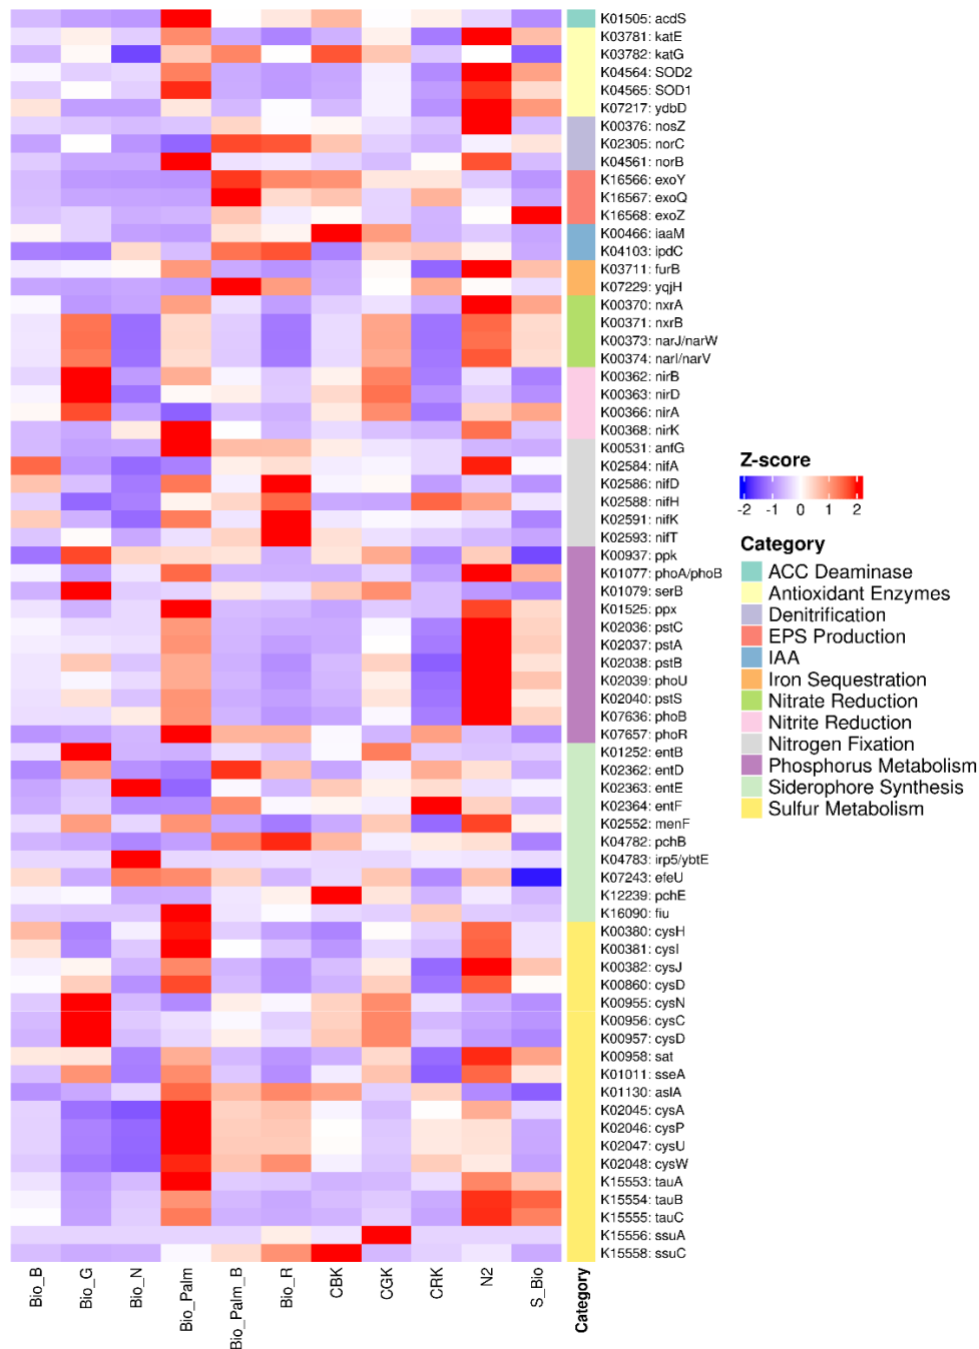 K01505: acdS
K03781: katE
K03782: katG
K04564: SOD2
K04565: SOD1
K07217: ydbD
K00376: nosZ
K02305: norC
K04561: norB
K16566: exoY
K16567: exoQ
K16568: exoZ
K00466: iaaM
K04103: ipdC
K03711: furB
K07229: yqjH
K00370: nxrA
K00371: nxrB
K00373: narJ/narW
K00374: narI/narV
K00362: nirB
K00363: nirD
K00366: nirA
K00368: nirK
K00531: anfG
K02584: nifA
K02586: nifD
K02588: nifH
K02591: nifK
K02593: nifT
K00937: ppk
K01077: phoA/phoB
K01079: serB
K01525: ppx
K02036: pstC
K02037: pstA
K02038: pstB
K02039: phoU
K02040: pstS
K07636: phoB
K07657: phoR
K01252: entB
K02362: entD
K02363: entE
K02364: entF
K02552: menF
K04782: pchB
K04783: irp5/ybtE
K07243: efeU
K12239: pchE
K16090: fiu
K00380: cysH
K00381: cysI
K00382: cysJ
K00860: cysD
K00955: cysN
K00956: cysC
K00957: cysD
K00958: sat
K01011: sseA
K01130: aslA
K02045: cysA
K02046: cysP
K02047: cysU
K02048: cysW
K15553: tauA
K15554: tauB
K15555: tauC
K15556: ssuA
K15558: ssuC
Bio_B
Bio_G
Bio_N
Bio_Palm
Bio_Palm_B
Bio_R
CBK
CGK
CRK
N2
S_Bio
Category
Z-score
-2 -1 0 1 2
Category
ACC Deaminase
Antioxidant Enzymes
Denitrification
EPS Production
IAA
Iron Sequestration
Nitrate Reduction
Nitrite Reduction
Nitrogen Fixation
Phosphorus Metabolism
Siderophore Synthesis
Sulfur Metabolism